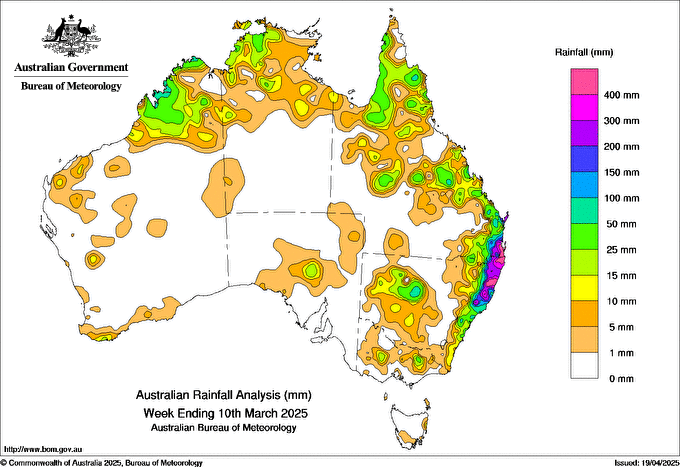 Australian Government
Bureau of Meteorology
Rainfall (mm)
400 mm
300 mm
200 mm
150 mm
100 mm
50 mm
25 mm
15 mm
10 mm
5 mm
1 mm
0 mm
Australian Rainfall Analysis (mm)
Week Ending 10th March 2025
Australian Bureau of Meteorology
http://www.bom.gov.au
© Commonwealth of Australia 2025, Bureau of Meteorology
Issued: 19/04/2025